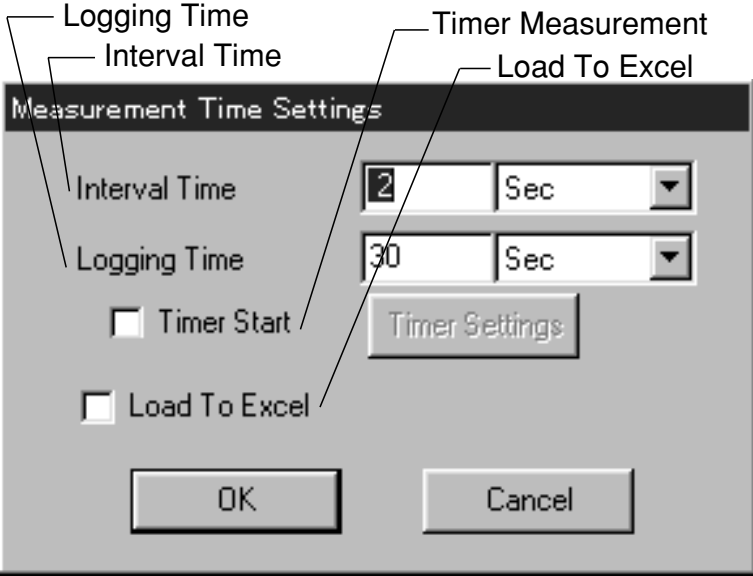 Logging Time
Timer Measurement
Interval Time
Load To Excel
Measurement Time Settings
Interval Time 2 Sec
Logging Time 30 Sec
Timer Start Timer Settings
Load To Excel
OK Cancel